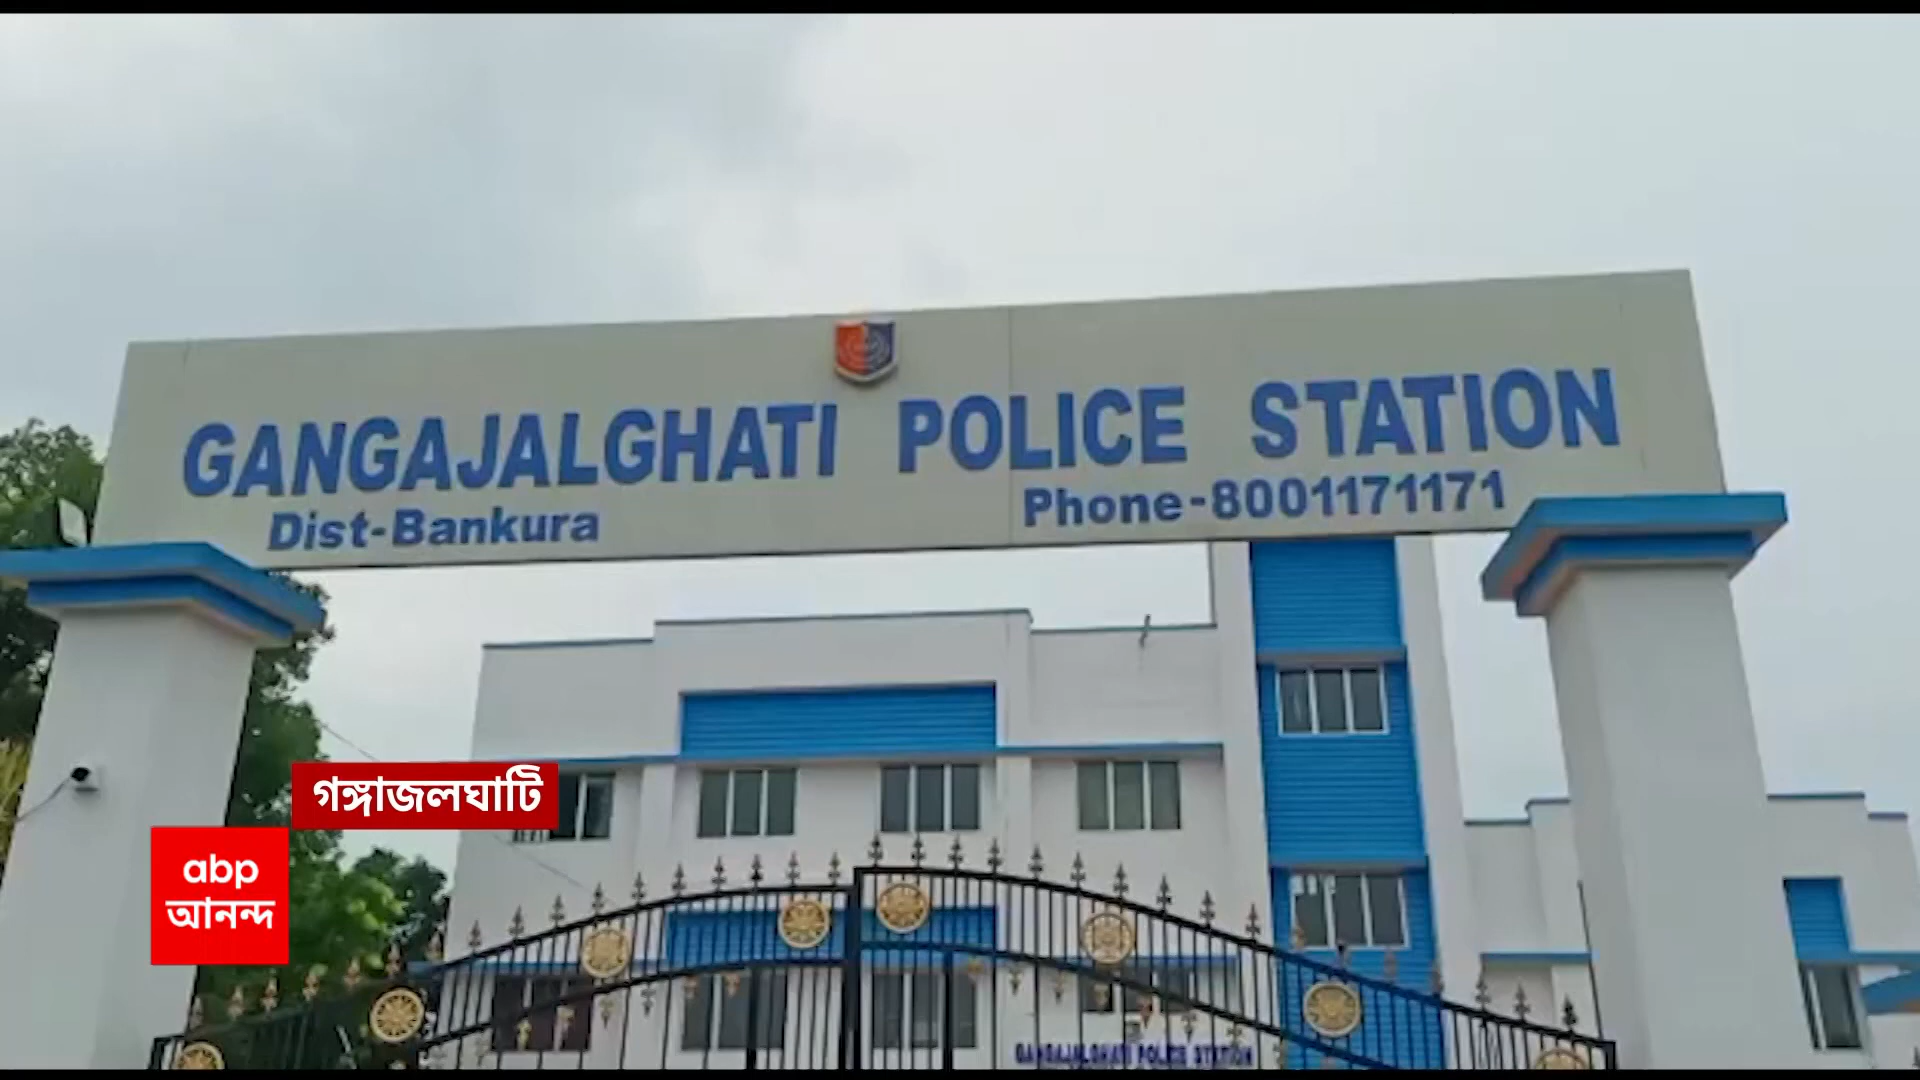 GANGAJALGHATI POLICE STATION
Dist-Bankura Phone-8001171171
গঙ্গাজলঘাটি
abp
আনন্দ
GANGAJALGHATI POLICE STATION